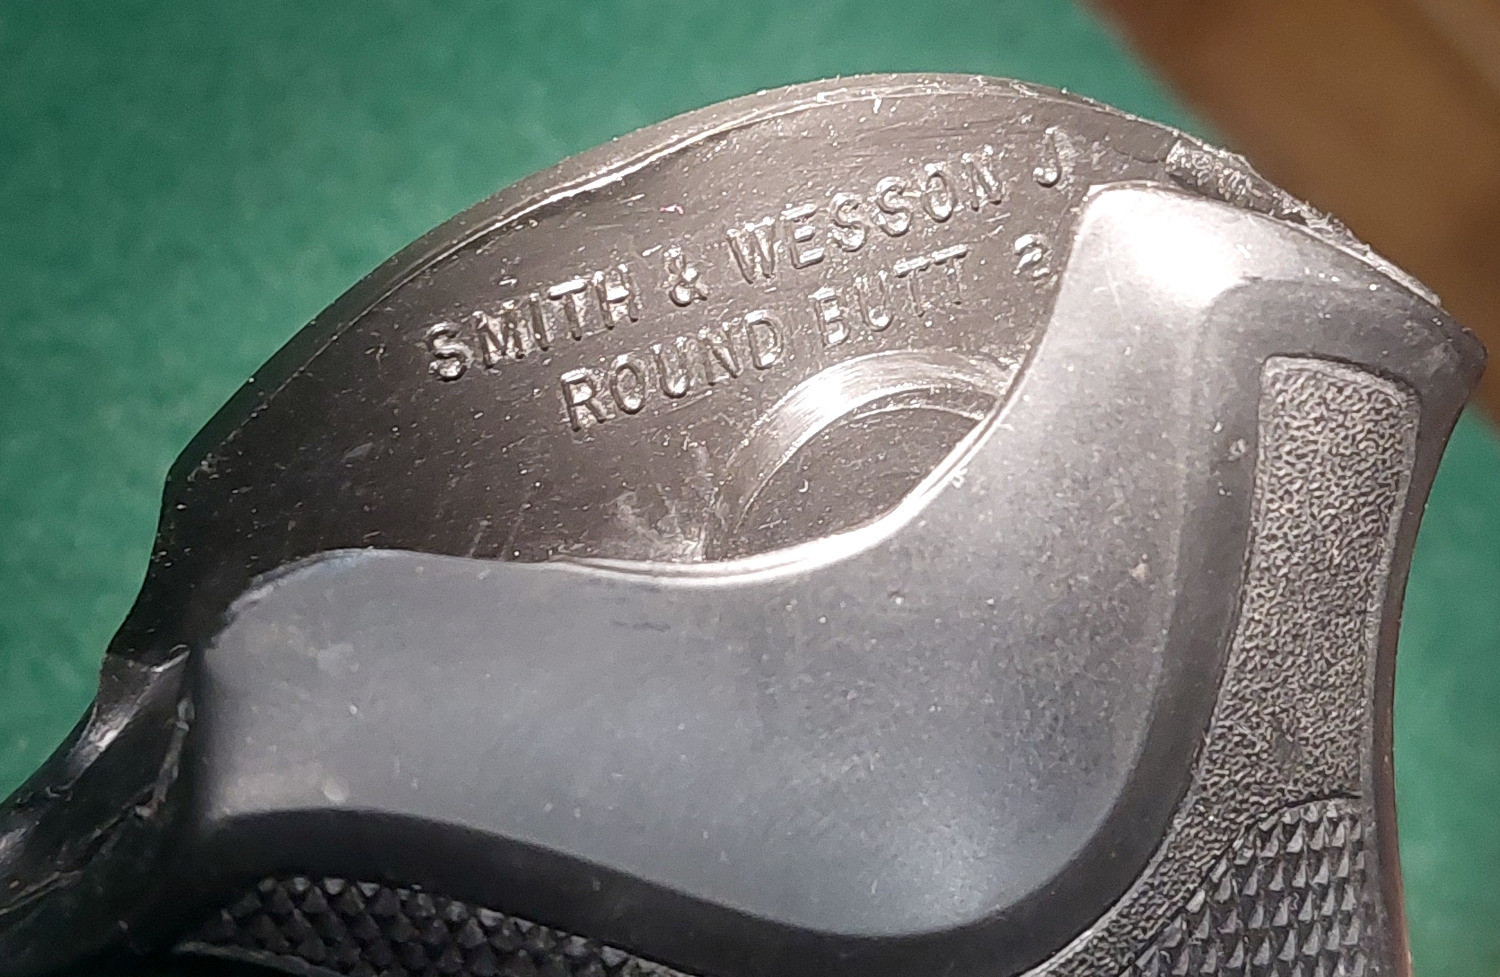 SMITH & WESSON J
ROUND BUTT 2